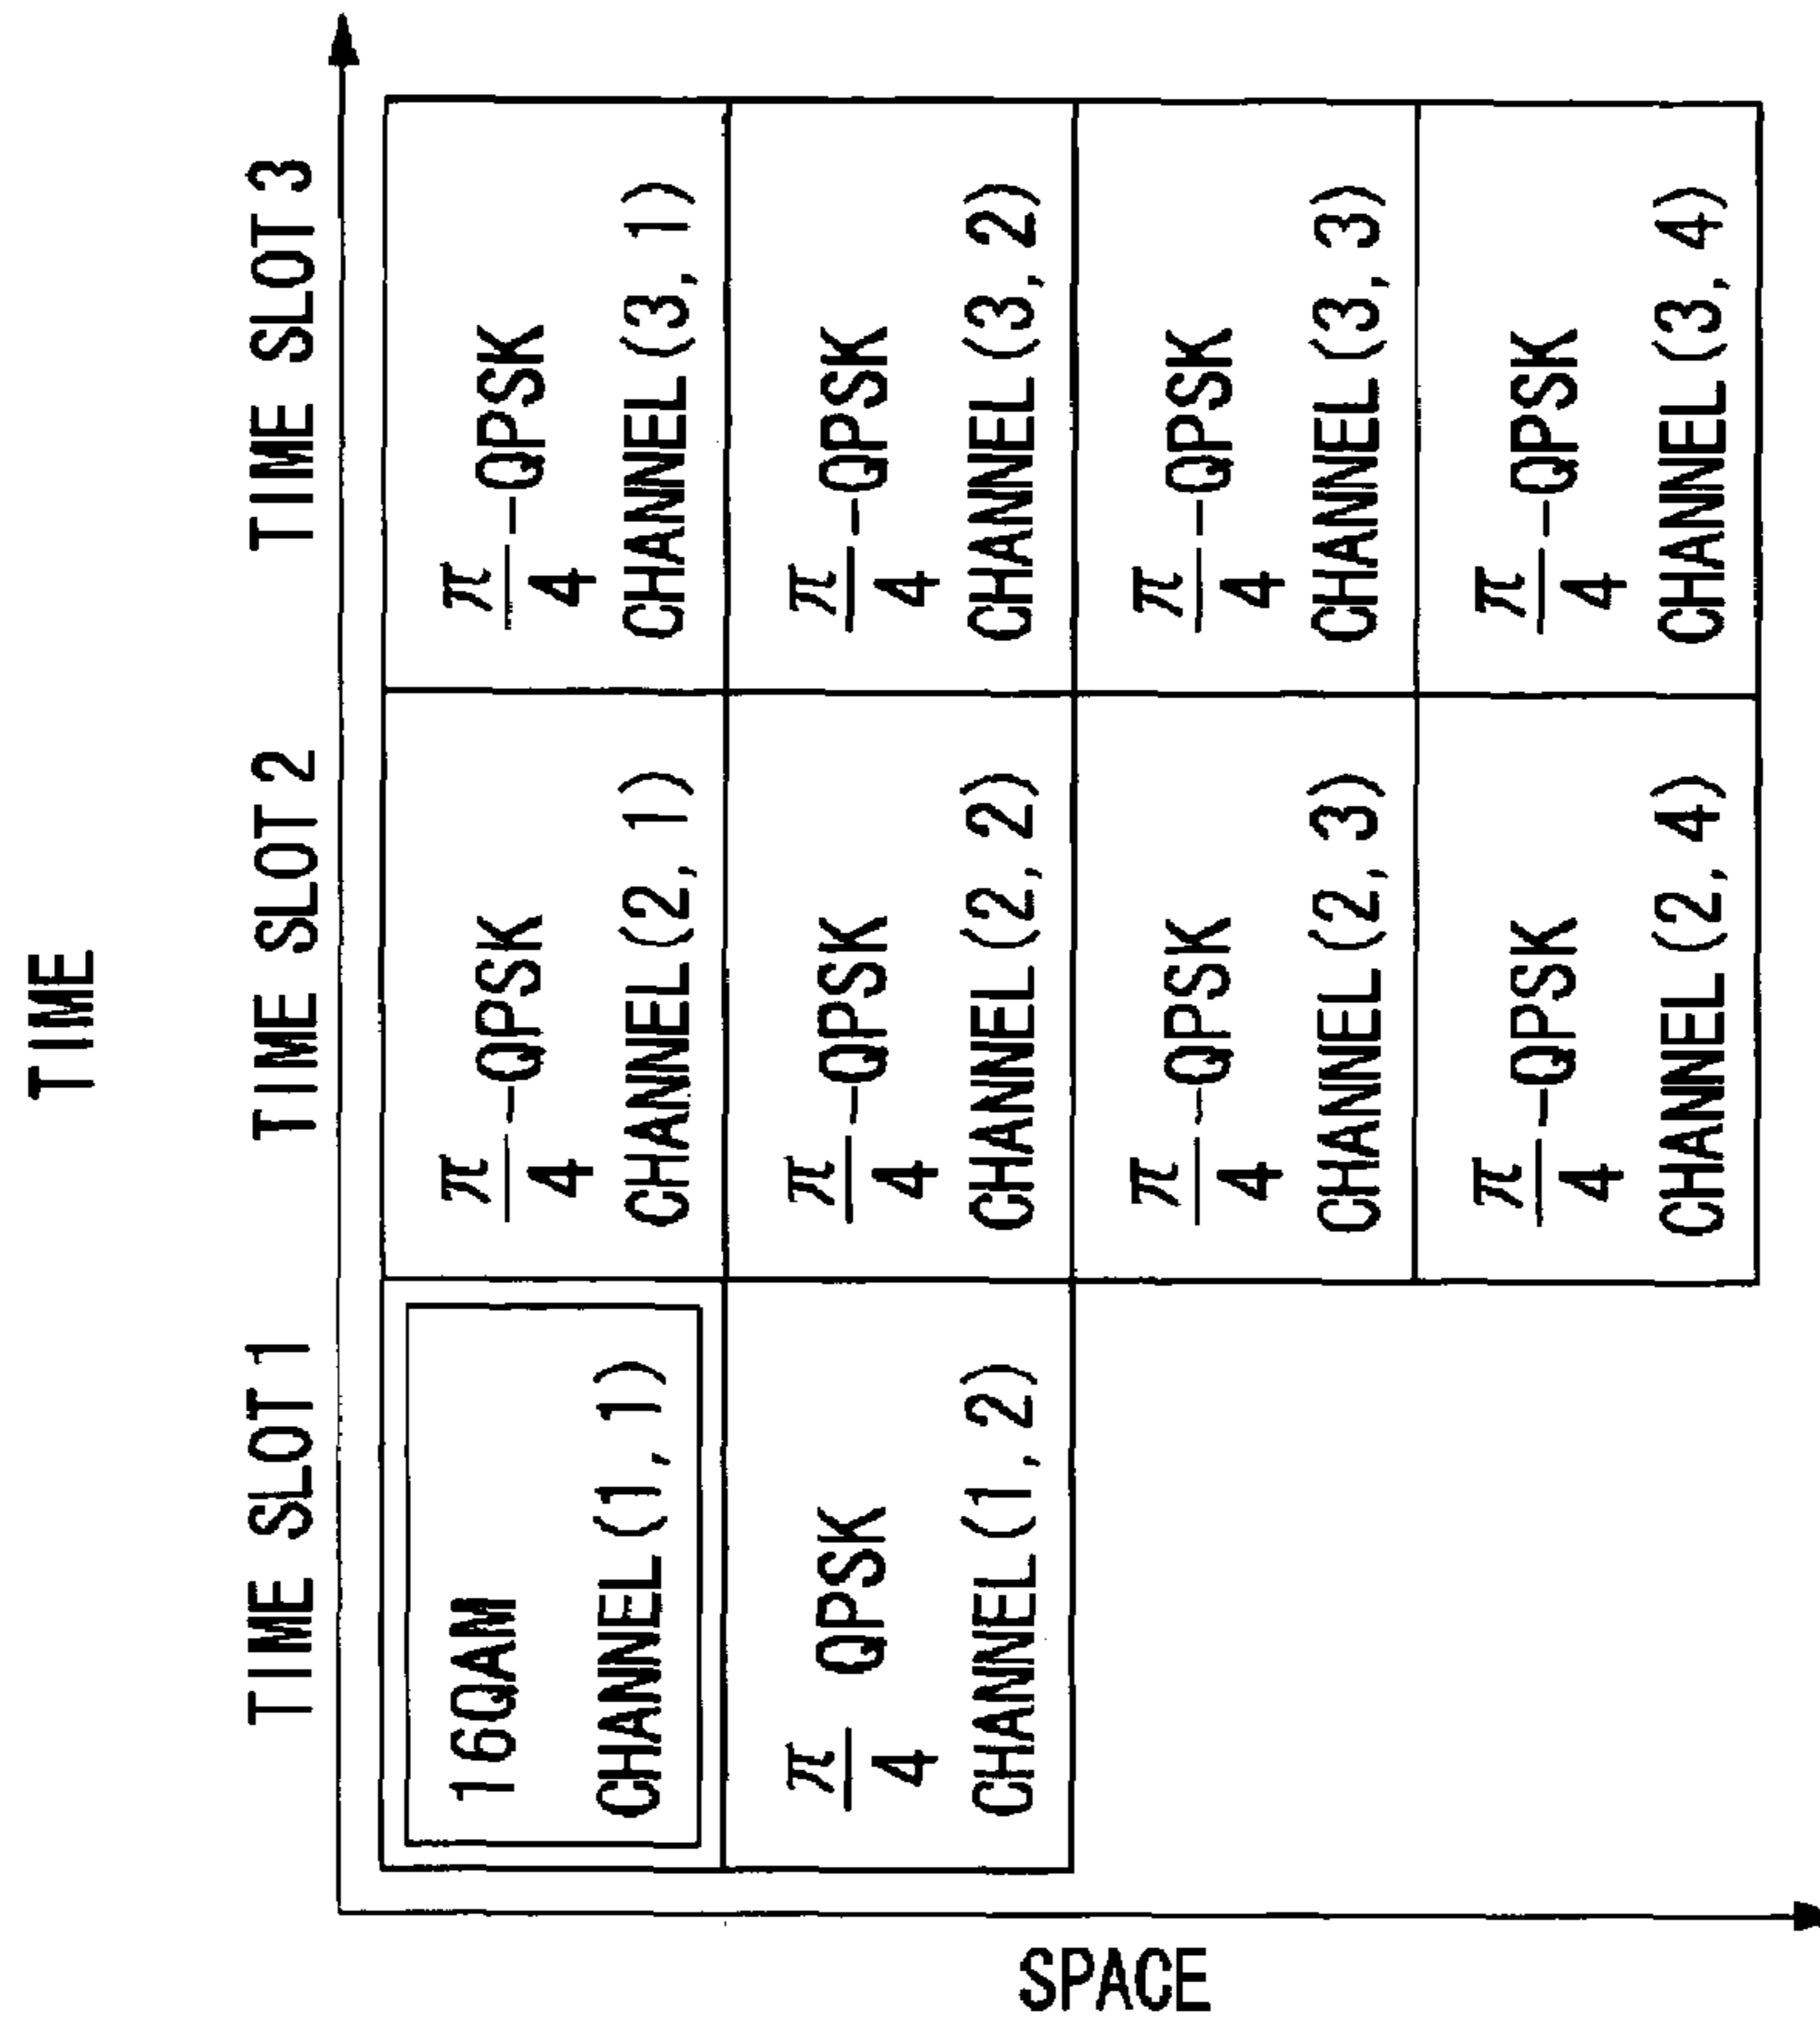 TIME
TIME SLOT 1
TIME SLOT 2
TIME SLOT 3
SPACE
16QAM
CHANNEL (1, 1)
π/4 QPSK
CHANNEL (1, 2)
π/4-QPSK
CHANNEL (2, 1)
π/4-QPSK
CHANNEL (2, 2)
π/4-QPSK
CHANNEL (2, 3)
π/4-QPSK
CHANNEL (2, 4)
π/4-QPSK
CHANNEL (3, 1)
π/4-QPSK
CHANNEL (3, 2)
π/4-QPSK
CHANNEL (3, 3)
π/4-QPSK
CHANNEL (3, 4)